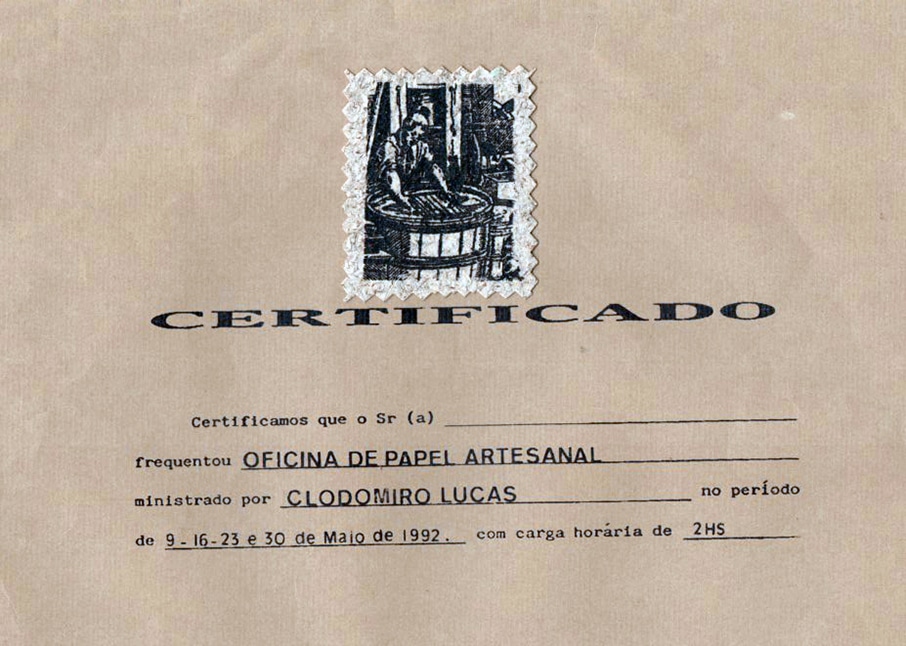 CERTIFICADO
Certificamos que o Sr (a)
frequentou OFICINA DE PAPEL ARTESANAL
ministrado por CLODOMIRO LUCAS no período
de 9-16-23 e 30 de Maio de 1992. com carga horária de 2HS